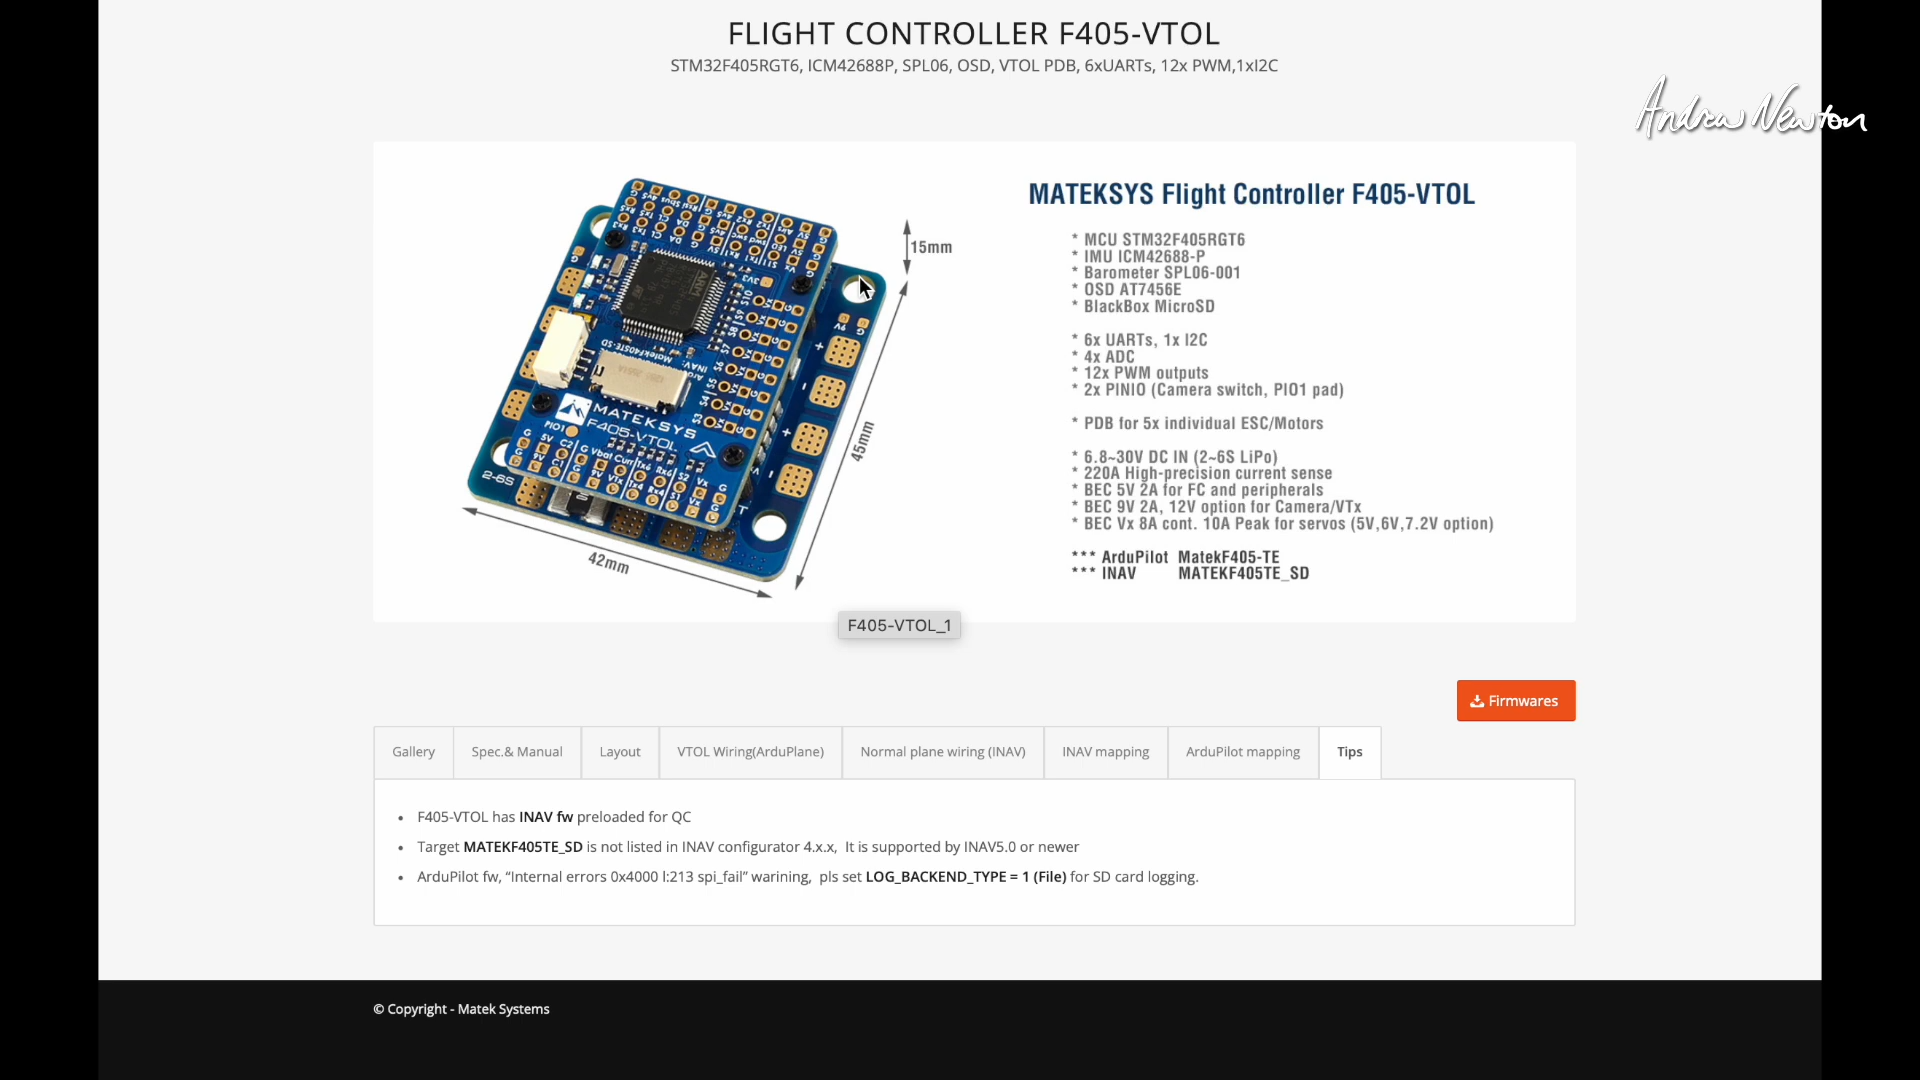 FLIGHT CONTROLLER F405-VTOL
STM32F405RGT6, ICM42688P, SPL06, OSD, VTOL PDB, 6xUARTs, 12x PWM,1xI2C
Andrew Newton
MATEKSYS Flight Controller F405-VTOL
* MCU STM32F405RGT6
* IMU ICM42688-P
* Barometer SPL06-001
* OSD AT7456E
* BlackBox MicroSD
* 6x UARTs, 1x I2C
* 4x ADC
* 12x PWM outputs
* 2x PINIO (Camera switch, PIO1 pad)
* PDB for 5x individual ESC/Motors
* 6.8~30V DC IN (2~6S LiPo)
* 220A High-precision current sense
* BEC 5V 2A for FC and peripherals
* BEC 9V 2A, 12V option for Camera/VTx
* BEC Vx 8A cont. 10A Peak for servos (5V,6V,7.2V option)
*** ArduPilot MatekF405-TE
*** INAV MATEKF405TE_SD
15mm
45mm
42mm
MATEKSYS
F405-VTOL
2-6S
F405-VTOL_1
Firmwares
Gallery
Spec.& Manual
Layout
VTOL Wiring(ArduPlane)
Normal plane wiring (INAV)
INAV mapping
ArduPilot mapping
Tips
F405-VTOL has INAV fw preloaded for QC
Target MATEKF405TE_SD is not listed in INAV configurator 4.x.x, It is supported by INAV5.0 or newer
ArduPilot fw, “Internal errors 0x4000 l:213 spi_fail” warining, pls set LOG_BACKEND_TYPE = 1 (File) for SD card logging.
© Copyright - Matek Systems